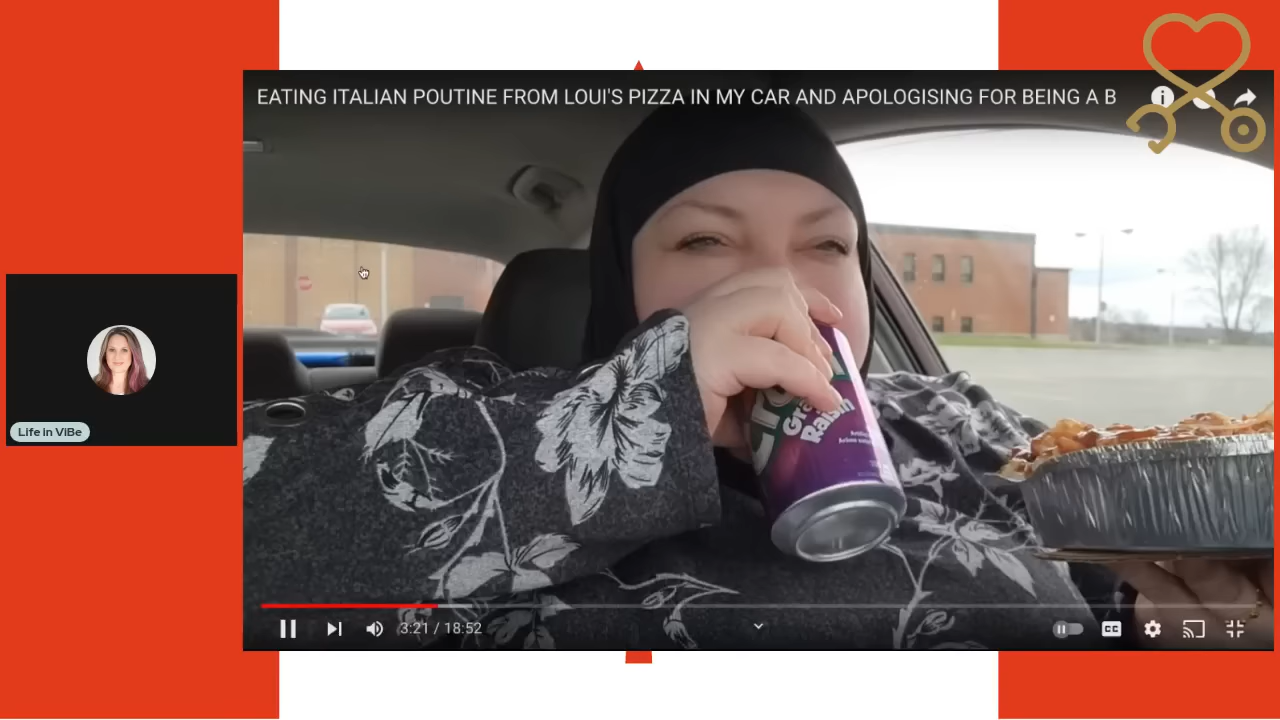 EATING ITALIAN POUTINE FROM LOUI'S PIZZA IN MY CAR AND APOLOGISING FOR BEING A B
Raisin
Life in VIBe
3:21 / 18:52
CC